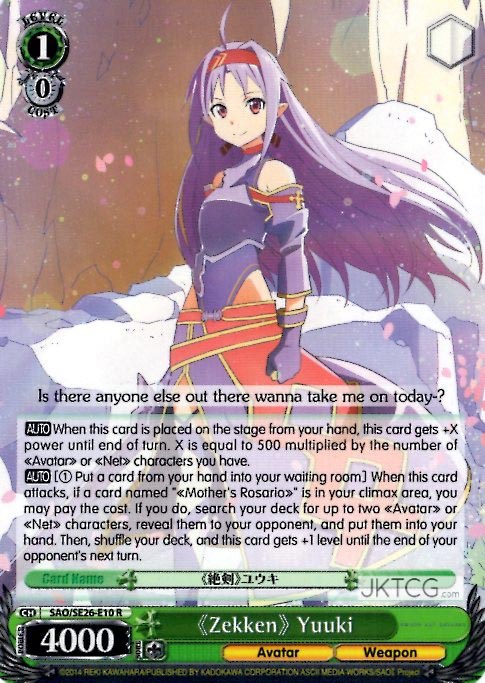 LEVEL
1
0
COST
Is there anyone else out there wanna take me on today-?
AUTO When this card is placed on the stage from your hand, this card gets +X
power until end of turn. X is equal to 500 multiplied by the number of
«Avatar» or «Net» characters you have.
AUTO [① Put a card from your hand into your waiting room] When this card
attacks, if a card named "«Mother's Rosario»" is in your climax area, you
may pay the cost. If you do, search your deck for up to two «Avatar» or
«Net» characters, reveal them to your opponent, and put them into your
hand. Then, shuffle your deck, and this card gets +1 level until the end of your
opponent's next turn.
Card Name
《絶剣》ユウキ
JKTCG.com
CH SAO/SE26-E10 R
POWER
4000
SOUL
《Zekken》 Yuuki
Avatar
Weapon
©2014 REKI KAWAHARA/PUBLISHED BY KADOKAWA CORPORATION ASCII MEDIA WORKS/SAOⅡ Project